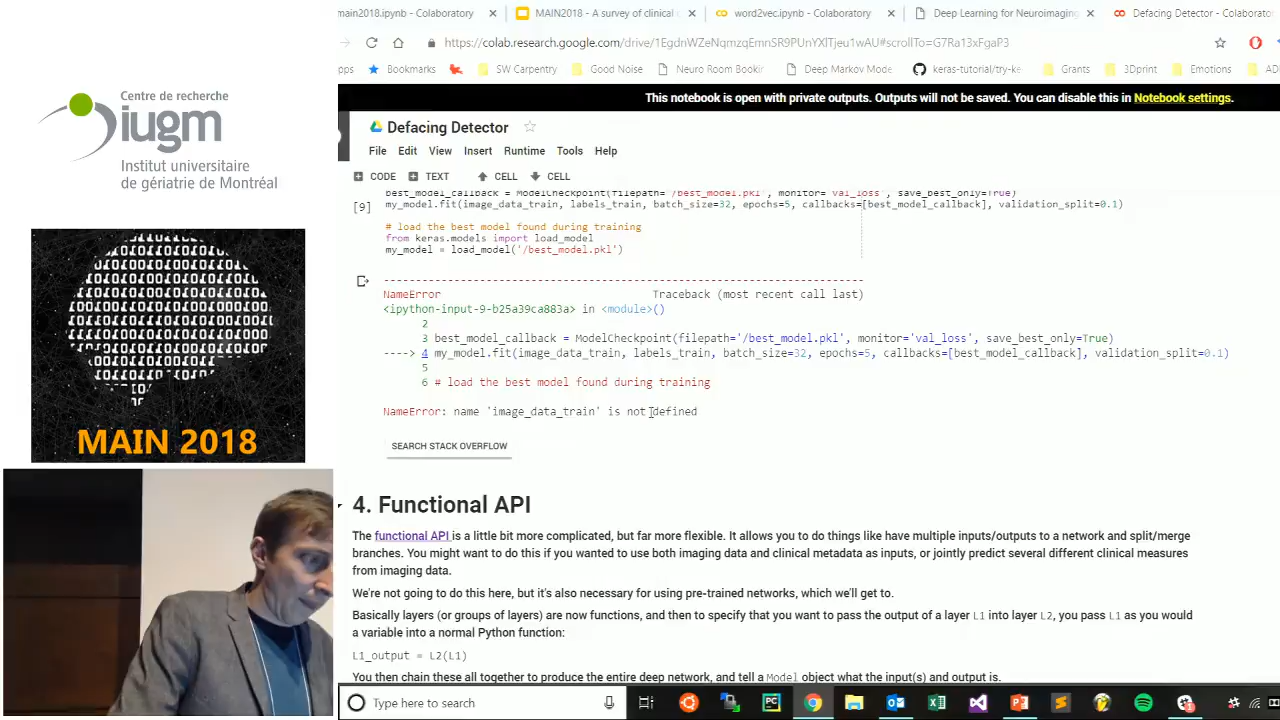 main2018.ipynb - Colaboratory
MAIN2018 - A survey of clinical
word2vec.ipynb - Colaboratory
Deep Learning for Neuroimaging
Defacing Detector - Colaborato
https://colab.research.google.com/drive/1EgdnWZeNqmzqEmnSR9PUnYXlTjeu1wAU#scrollTo=G7Ra13xFgaP3
pps
Bookmarks
SW Carpentry
Good Noise
Neuro Room Bookin
Deep Markov Mode
keras-tutorial/try-ke
Grants
3Dprint
Emotions
AD
This notebook is open with private outputs. Outputs will not be saved. You can disable this in Notebook settings.
Centre de recherche
iugm
Institut universitaire
de gériatrie de Montréal
Defacing Detector
File Edit View Insert Runtime Tools Help
CODE TEXT CELL CELL
best_model_callback = ModelCheckpoint(filepath='/best_model.pkl', monitor='val_loss', save_best_only=True)
[9] my_model.fit(image_data_train, labels_train, batch_size=32, epochs=5, callbacks=[best_model_callback], validation_split=0.1)
# load the best model found during training
from keras.models import load_model
my_model = load_model('/best_model.pkl')
NameError Traceback (most recent call last)
<ipython-input-9-b25a39ca883a> in <module>()
2
3 best_model_callback = ModelCheckpoint(filepath='/best_model.pkl', monitor='val_loss', save_best_only=True)
----> 4 my_model.fit(image_data_train, labels_train, batch_size=32, epochs=5, callbacks=[best_model_callback], validation_split=0.1)
5
6 # load the best model found during training
NameError: name 'image_data_train' is not defined
SEARCH STACK OVERFLOW
MAIN 2018
4. Functional API
The functional API is a little bit more complicated, but far more flexible. It allows you to do things like have multiple inputs/outputs to a network and split/merge
branches. You might want to do this if you wanted to use both imaging data and clinical metadata as inputs, or jointly predict several different clinical measures
from imaging data.
We're not going to do this here, but it's also necessary for using pre-trained networks, which we'll get to.
Basically layers (or groups of layers) are now functions, and then to specify that you want to pass the output of a layer L1 into layer L2, you pass L1 as you would
a variable into a normal Python function:
L1_output = L2(L1)
You then chain these all together to produce the entire deep network, and tell a Model object what the input(s) and output is.
Type here to search